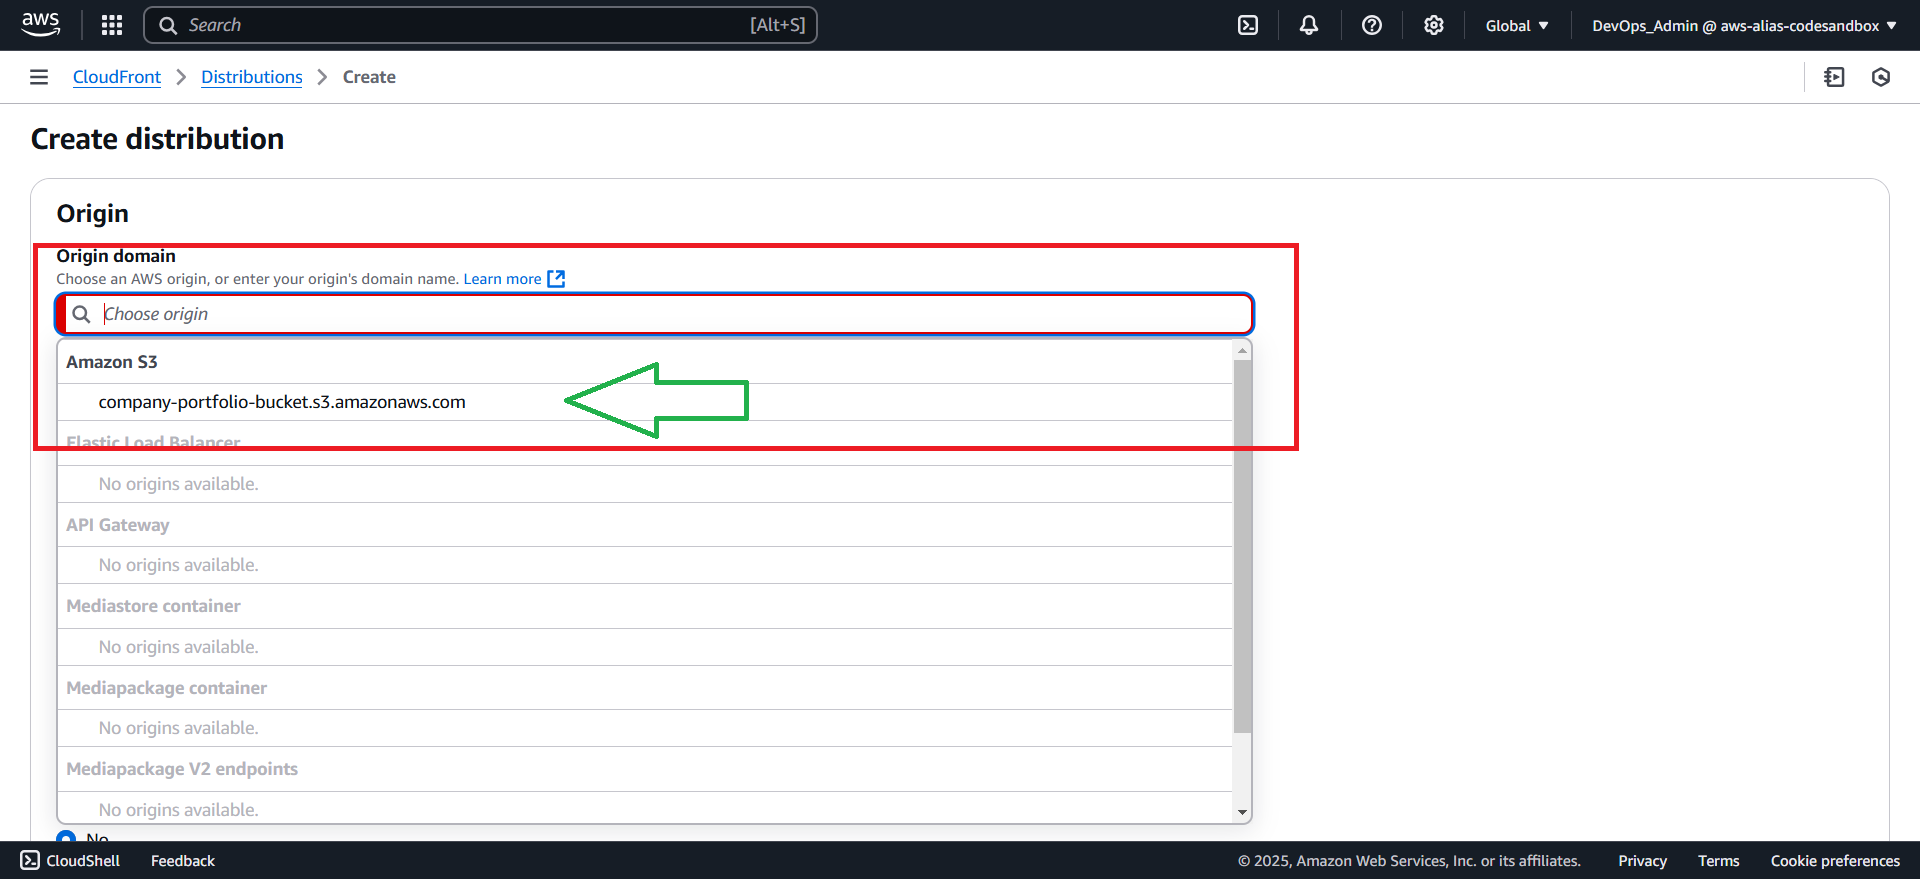 aws
Search [Alt+S]
Global
DevOps_Admin @ aws-alias-codesandbox
CloudFront > Distributions > Create
Create distribution
Origin
Origin domain
Choose an AWS origin, or enter your origin's domain name. Learn more
Choose origin
Amazon S3
company-portfolio-bucket.s3.amazonaws.com
Elastic Load Balancer
No origins available.
API Gateway
No origins available.
Mediastore container
No origins available.
Mediapackage container
No origins available.
Mediapackage V2 endpoints
No origins available.
No
CloudShell Feedback © 2025, Amazon Web Services, Inc. or its affiliates. Privacy Terms Cookie preferences